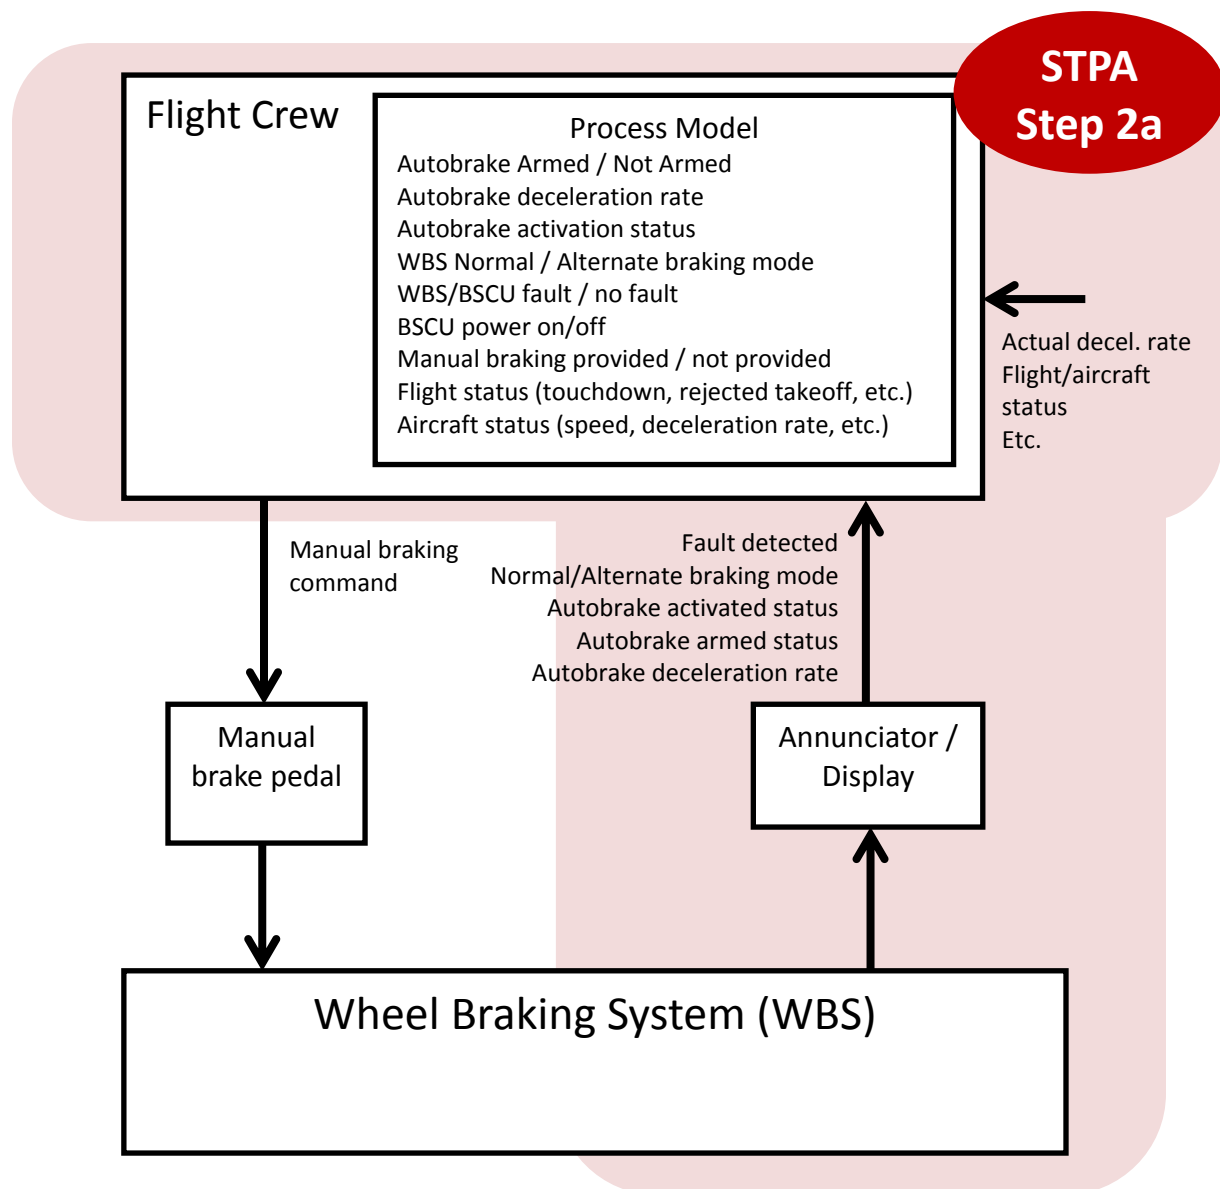 STPA
Step 2a
Flight Crew
Process Model
Autobrake Armed / Not Armed
Autobrake deceleration rate
Autobrake activation status
WBS Normal / Alternate braking mode
WBS/BSCU fault / no fault
BSCU power on/off
Manual braking provided / not provided
Flight status (touchdown, rejected takeoff, etc.)
Aircraft status (speed, deceleration rate, etc.)
Actual decel. rate
Flight/aircraft
status
Etc.
Manual braking
command
Fault detected
Normal/Alternate braking mode
Autobrake activated status
Autobrake armed status
Autobrake deceleration rate
Manual
brake pedal
Annunciator /
Display
Wheel Braking System (WBS)